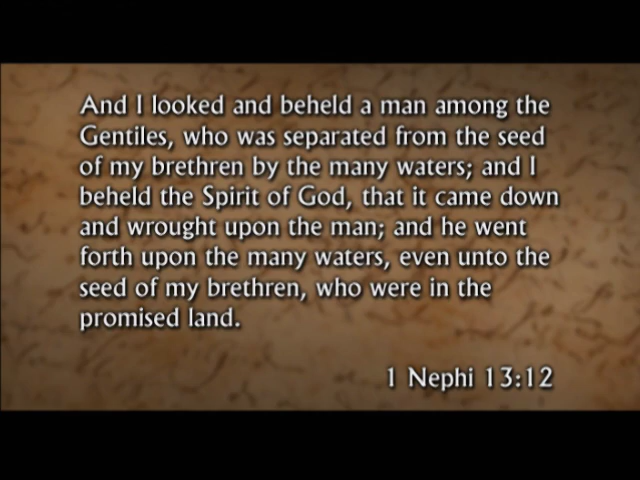 And I looked and beheld a man among the
Gentiles, who was separated from the seed
of my brethren by the many waters; and I
beheld the Spirit of God, that it came down
and wrought upon the man; and he went
forth upon the many waters, even unto the
seed of my brethren, who were in the
promised land.
1 Nephi 13:12